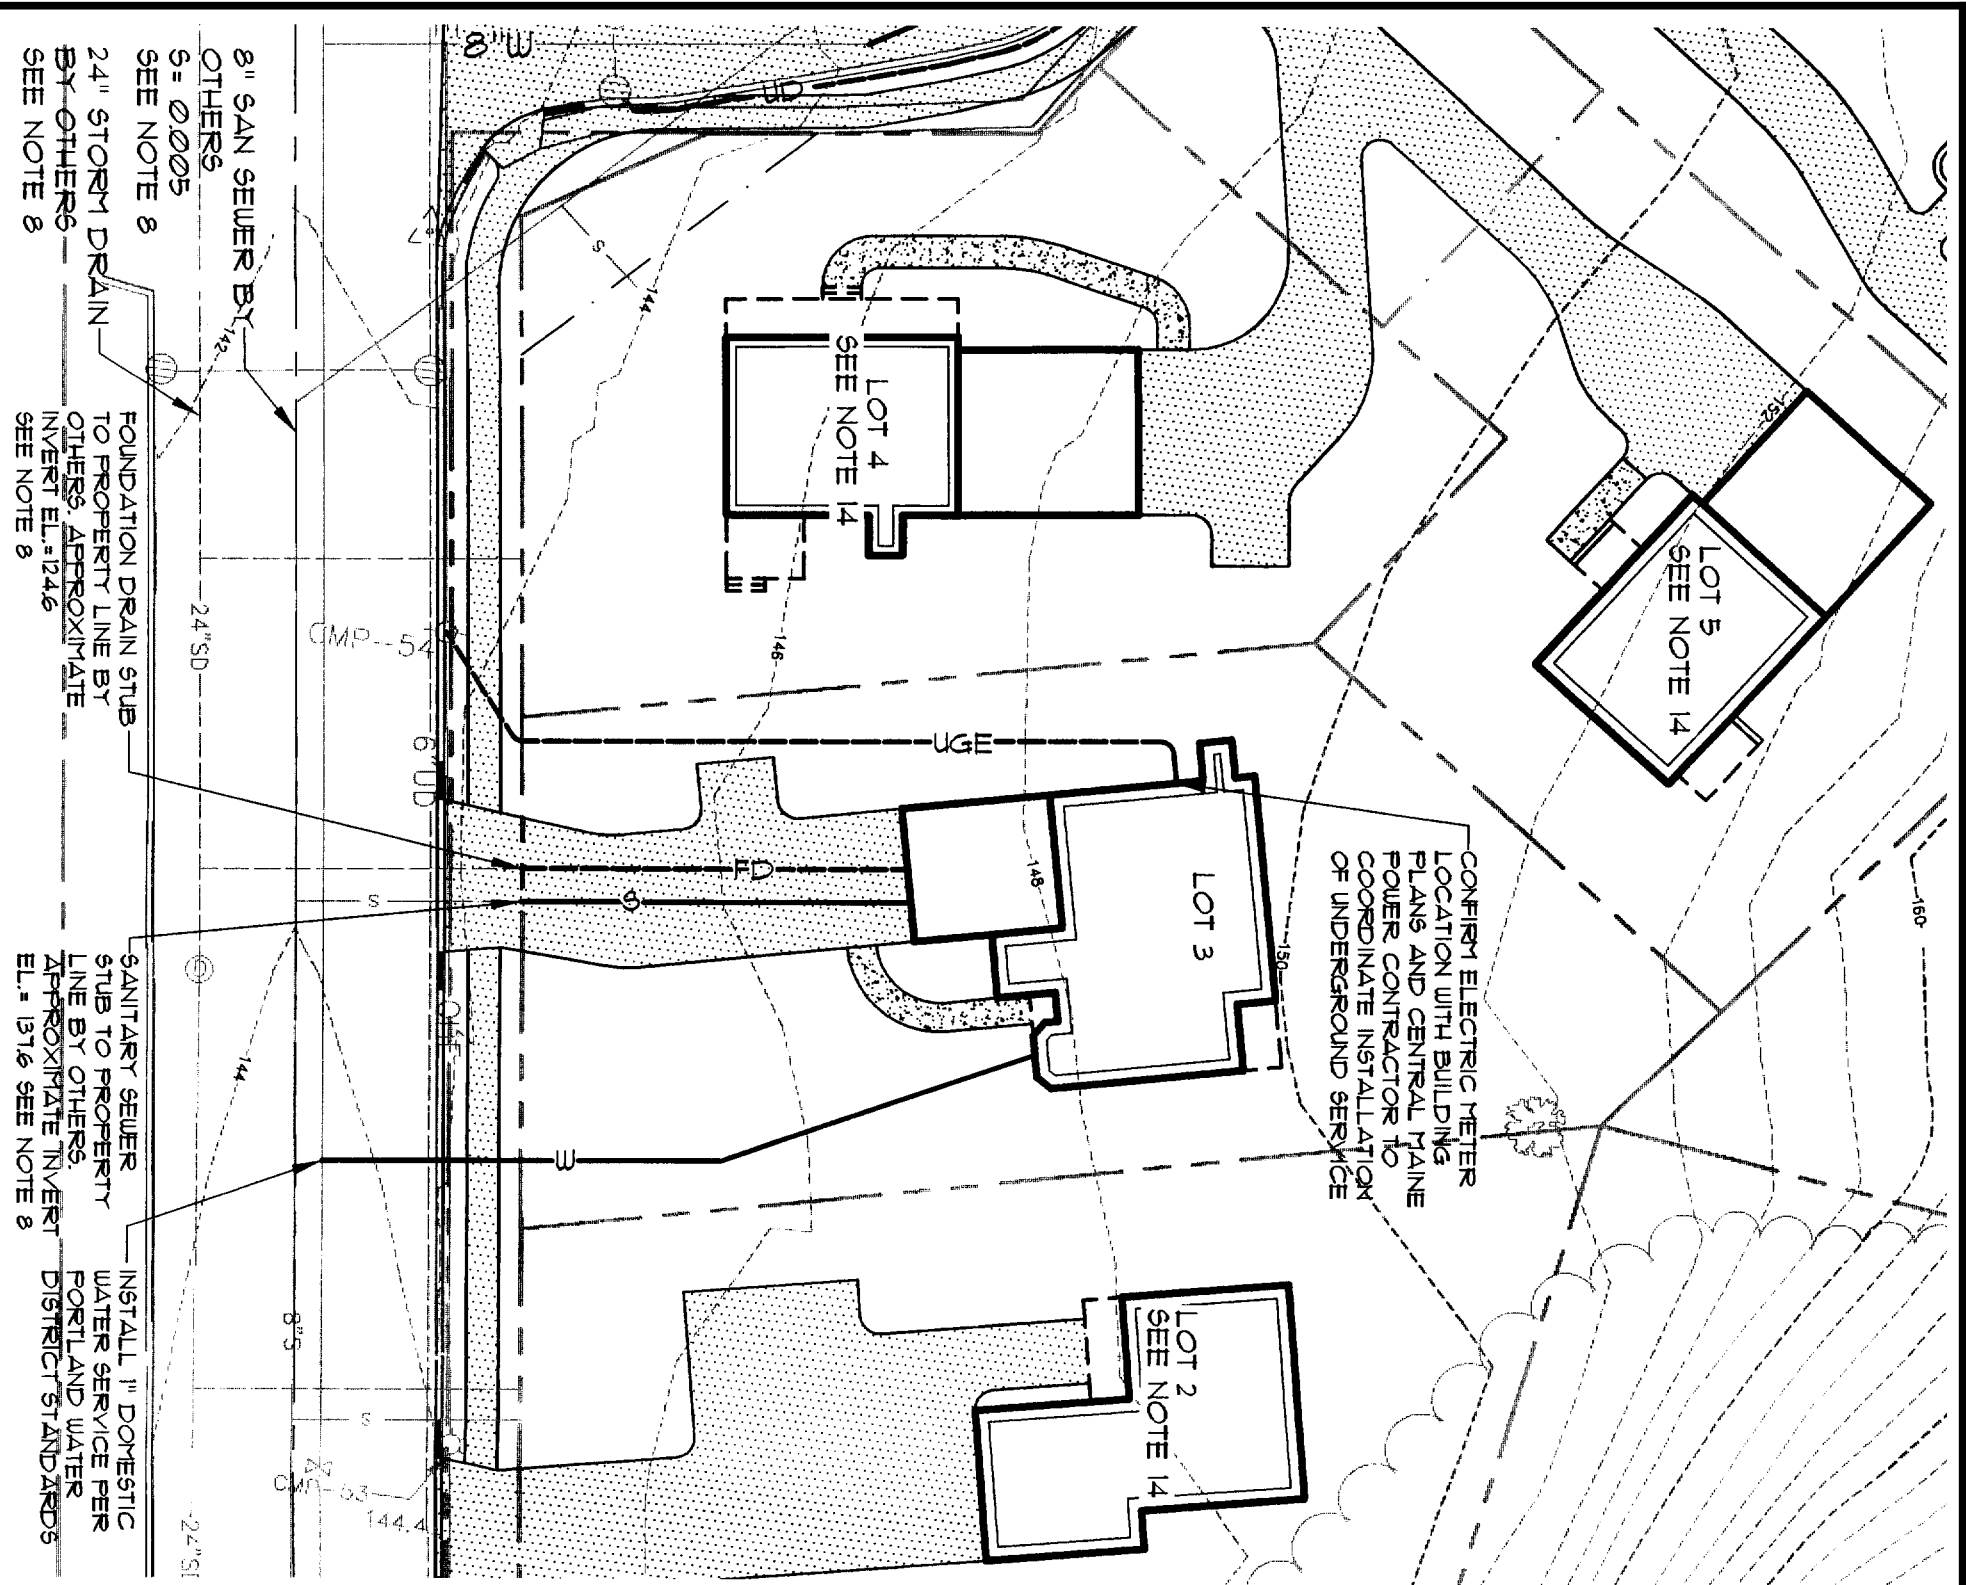 8" SAN SEWER BY
OTHERS
S= 0.005
SEE NOTE 8
24" STORM DRAIN
BY OTHERS
SEE NOTE 8
FOUNDATION DRAIN STUB
TO PROPERTY LINE BY
OTHERS, APPROXIMATE
INVERT EL.=124.6
SEE NOTE 8
SANITARY SEWER
STUB TO PROPERTY
LINE BY OTHERS.
APPROXIMATE INVERT
EL.= 137.6 SEE NOTE 8
INSTALL 1" DOMESTIC
WATER SERVICE PER
PORTLAND WATER
DISTRICT STANDARDS
CONFIRM ELECTRIC METER
LOCATION WITH BUILDING
PLANS AND CENTRAL MAINE
POWER CONTRACTOR TO
COORDINATE INSTALLATION
OF UNDERGROUND SERVICE
LOT 4
SEE NOTE 14
LOT 5
SEE NOTE 14
LOT 3
LOT 2
SEE NOTE 14
8"W
UD
S
144
142
146
148
150
152
160
144
24"SD
CMP--54
6"UD
UGE
FD
S
S
W
8"S
S
144.4